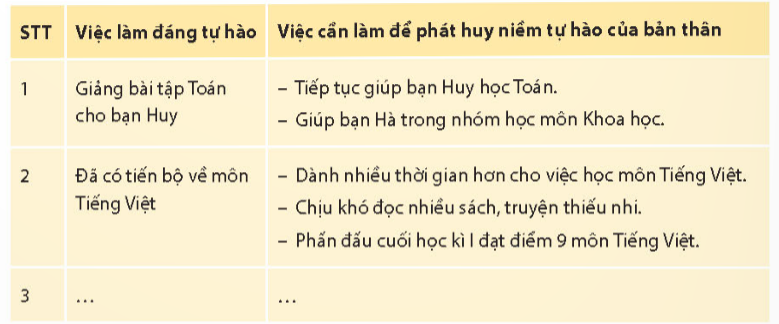 STT Việc làm đáng tự hào Việc cần làm để phát huy niềm tự hào của bản thân
1 Giảng bài tập Toán – Tiếp tục giúp bạn Huy học Toán.
cho bạn Huy – Giúp bạn Hà trong nhóm học môn Khoa học.
2 Đã có tiến bộ về môn – Dành nhiều thời gian hơn cho việc học môn Tiếng Việt.
Tiếng Việt – Chịu khó đọc nhiều sách, truyện thiếu nhi.
– Phấn đấu cuối học kì I đạt điểm 9 môn Tiếng Việt.
3 ... ...